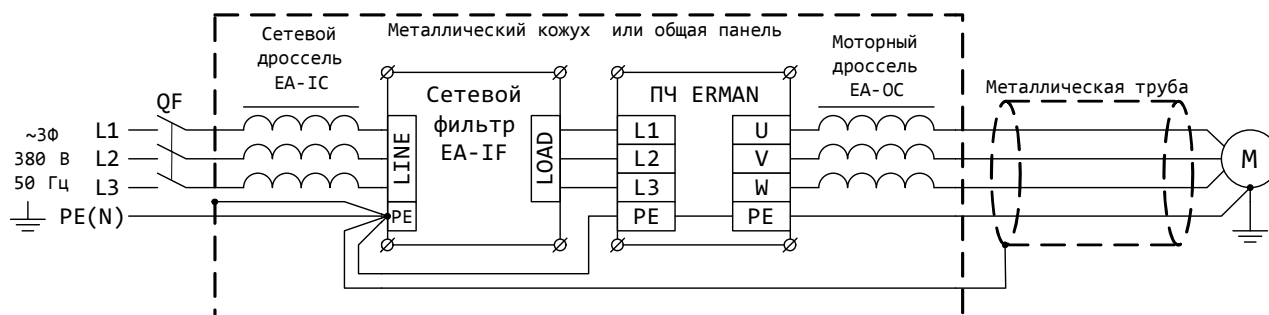 Сетевой
дроссель
EA-IC
Металлический кожух или общая панель
Моторный
дроссель
EA-OC
Металлическая труба
QF
~3Ф
380 В
50 Гц
L1
L2
L3
PE(N)
LINE
PE
Сетевой
фильтр
EA-IF
LOAD
ПЧ ERMAN
L1
L2
L3
PE
U
V
W
PE
M